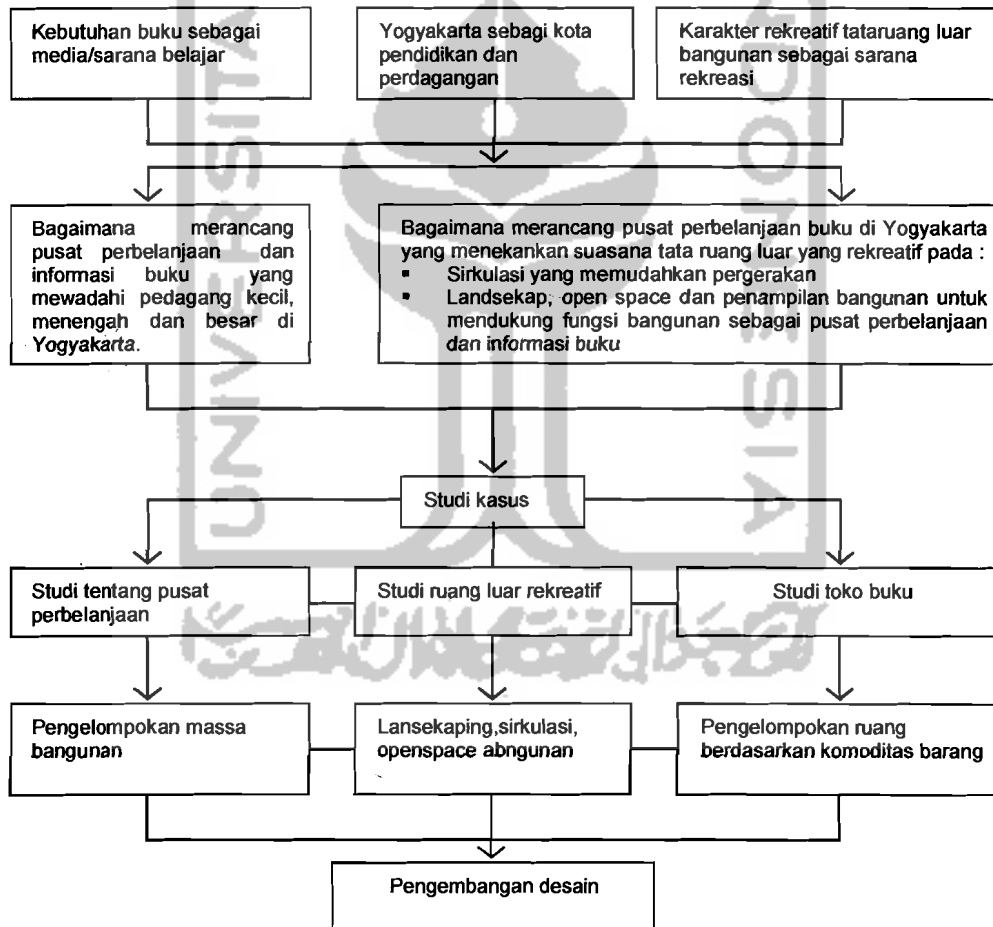 Kebutuhan buku sebagai
media/sarana belajar
Yogyakarta sebagi kota
pendidikan dan
perdagangan
Karakter rekreatif tataruang luar
bangunan sebagai sarana
rekreasi
Bagaimana merancang
pusat perbelanjaan dan
informasi buku yang
mewadahi pedagang kecil,
menengah dan besar di
Yogyakarta.
Bagaimana merancang pusat perbelanjaan buku di Yogyakarta
yang menekankan suasana tata ruang luar yang rekreatif pada :
▪ Sirkulasi yang memudahkan pergerakan
▪ Landsekap, open space dan penampilan bangunan untuk
mendukung fungsi bangunan sebagai pusat perbelanjaan
dan informasi buku
Studi kasus
Studi tentang pusat
perbelanjaan
Studi ruang luar rekreatif
Studi toko buku
Pengelompokan massa
bangunan
Lansekaping,sirkulasi,
openspace abngunan
Pengelompokan ruang
berdasarkan komoditas barang
Pengembangan desain
UNIVERSITA
DONESIA